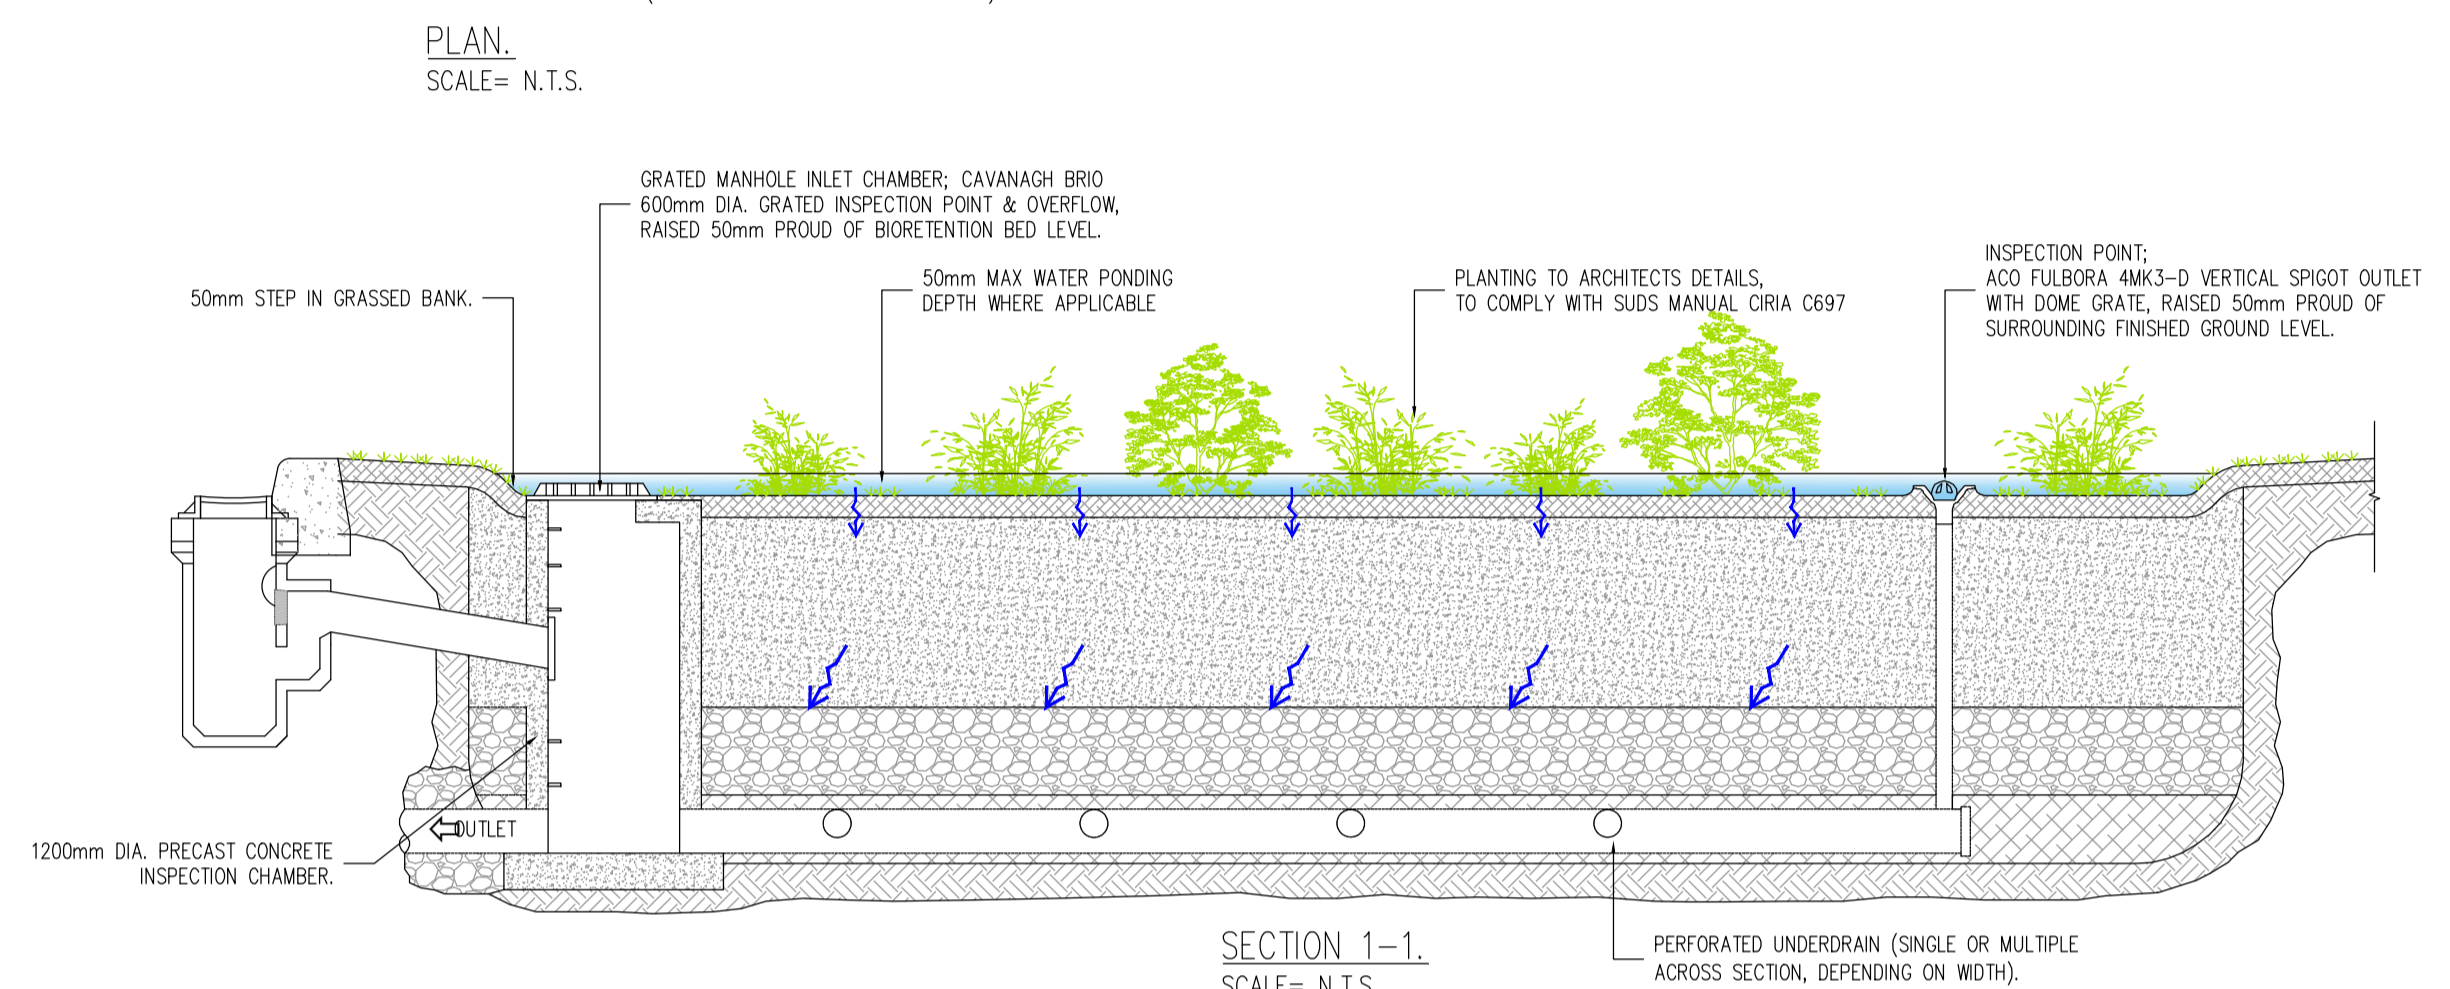 PLAN.
SCALE= N.T.S.
GRATED MANHOLE INLET CHAMBER; CAVANAGH BRIO
600mm DIA. GRATED INSPECTION POINT & OVERFLOW,
RAISED 50mm PROUD OF BIORETENTION BED LEVEL.
50mm STEP IN GRASSED BANK.
50mm MAX WATER PONDING
DEPTH WHERE APPLICABLE
PLANTING TO ARCHITECTS DETAILS,
TO COMPLY WITH SUDS MANUAL CIRIA C697
INSPECTION POINT;
ACO FULBORA 4MK3-D VERTICAL SPIGOT OUTLET
WITH DOME GRATE, RAISED 50mm PROUD OF
SURROUNDING FINISHED GROUND LEVEL.
OUTLET
1200mm DIA. PRECAST CONCRETE
INSPECTION CHAMBER.
SECTION 1-1.
SCALE= N.T.S.
PERFORATED UNDERDRAIN (SINGLE OR MULTIPLE
ACROSS SECTION, DEPENDING ON WIDTH).